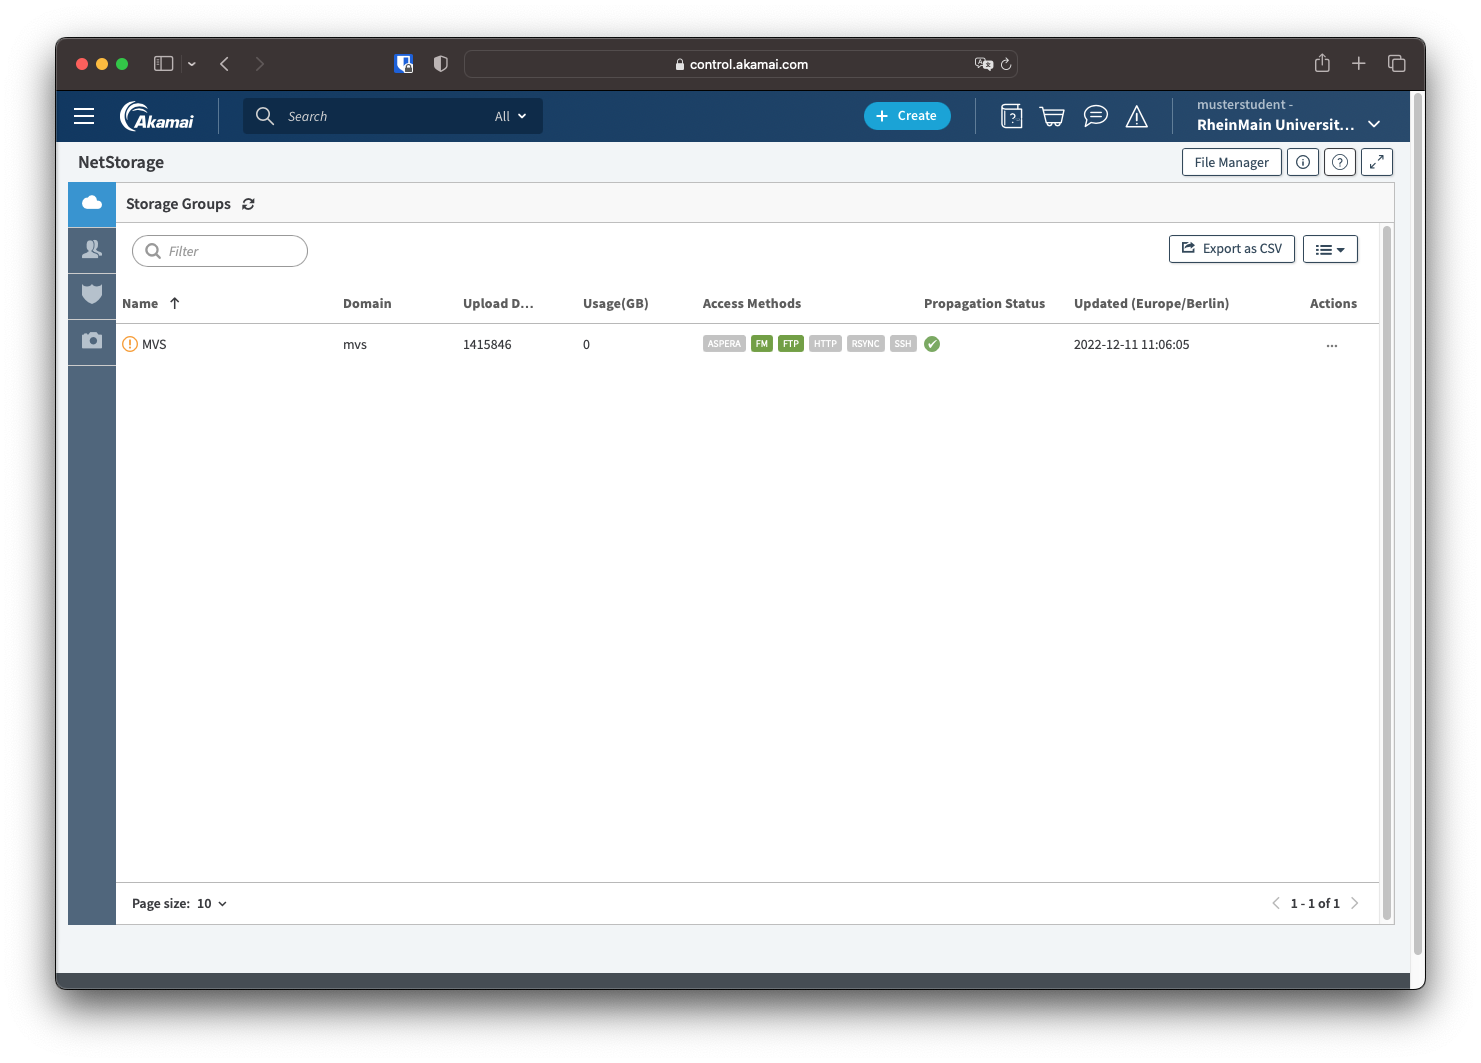 control.akamai.com
Akamai
Search
All
Create
musterstudent -
RheinMain Universit...
NetStorage
File Manager
Storage Groups
Filter
Export as CSV
Name
Domain
Upload D...
Usage(GB)
Access Methods
Propagation Status
Updated (Europe/Berlin)
Actions
MVS
mvs
1415846
0
ASPERA
FM
FTP
HTTP
RSYNC
SSH
2022-12-11 11:06:05
...
Page size: 10
1 - 1 of 1